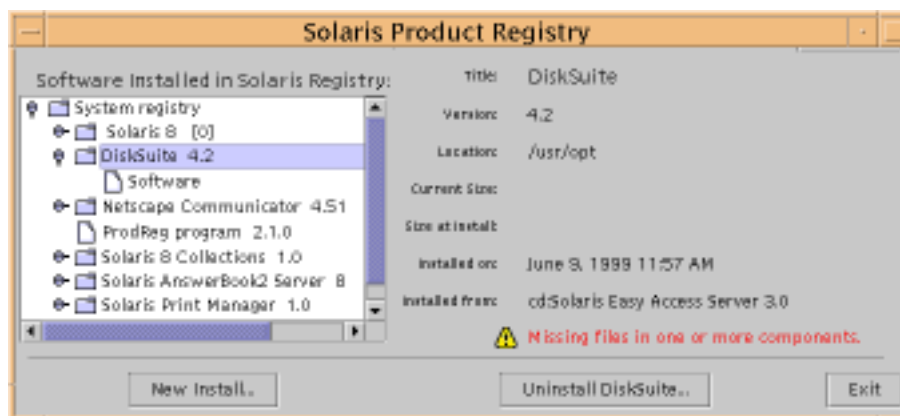 Solaris Product Registry
Software Installed in Solaris Registry:
System registry
Solaris 8 [0]
DiskSuite 4.2
Software
Netscape Communicator 4.51
ProdReg program 2.1.0
Solaris 8 Collections 1.0
Solaris AnswerBook2 Server 8
Solaris Print Manager 1.0
Title: DiskSuite
Version: 4.2
Location: /usr/opt
Current Size:
Size at install:
Installed on: June 9, 1999 11:57 AM
Installed from: cd:Solaris Easy Access Server 3.0
Missing files in one or more components.
New Install..
Uninstall DiskSuite..
Exit